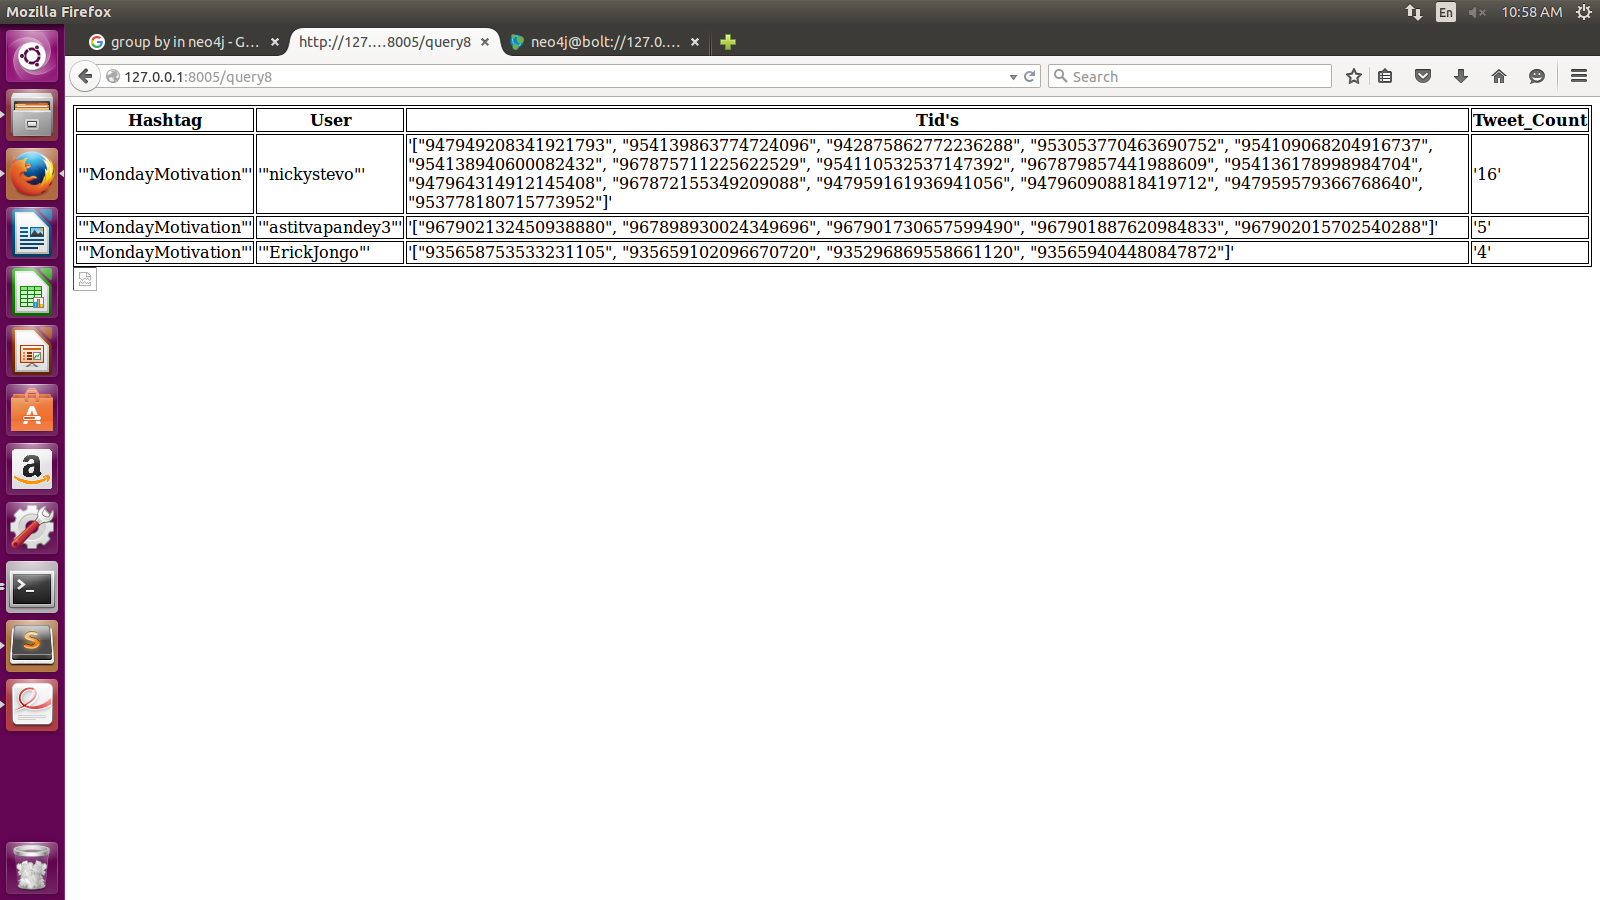 Mozilla Firefox
En
10:58 AM
group by in neo4j - G...
http://127....8005/query8
neo4j@bolt://127.0....
127.0.0.1:8005/query8
Search
Hashtag User Tid's Tweet_Count
'"MondayMotivation"' '"nickystevo"' '["947949208341921793", "954139863774724096", "942875862772236288", "953053770463690752", "954109068204916737",
"954138940600082432", "967875711225622529", "954110532537147392", "967879857441988609", "954136178998984704",
"947964314912145408", "967872155349209088", "947959161936941056", "947960908818419712", "947959579366768640",
"953778180715773952"]' '16'
'"MondayMotivation"' '"astitvapandey3"' '["967902132450938880", "967898930024349696", "967901730657599490", "967901887620984833", "967902015702540288"]' '5'
'"MondayMotivation"' '"ErickJongo"' '["935658753533231105", "935659102096670720", "935296869558661120", "935659404480847872"]' '4'